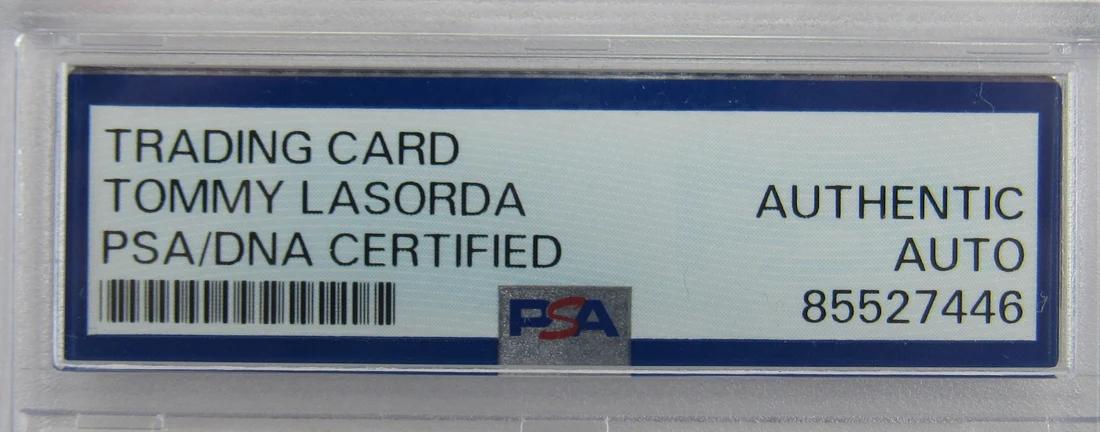 TRADING CARD
TOMMY LASORDA
PSA/DNA CERTIFIED
AUTHENTIC
AUTO
85527446
PSA